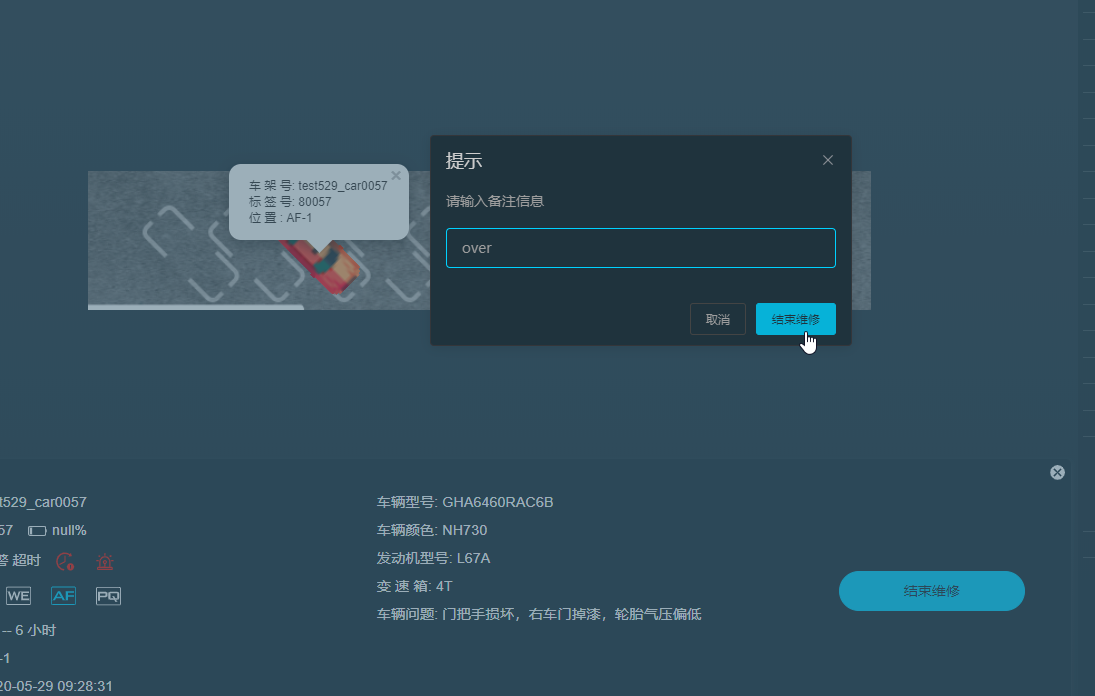 提示
请输入备注信息
over
取消
结束维修
车 架 号: test529_car0057
标 签 号: 80057
位 置 : AF-1
t529_car0057
57 null%
警 超时
WE AF PQ
-- 6 小时
-1
20-05-29 09:28:31
车辆型号: GHA6460RAC6B
车辆颜色: NH730
发动机型号: L67A
变 速 箱: 4T
车辆问题: 门把手损坏，右车门掉漆，轮胎气压偏低
结束维修